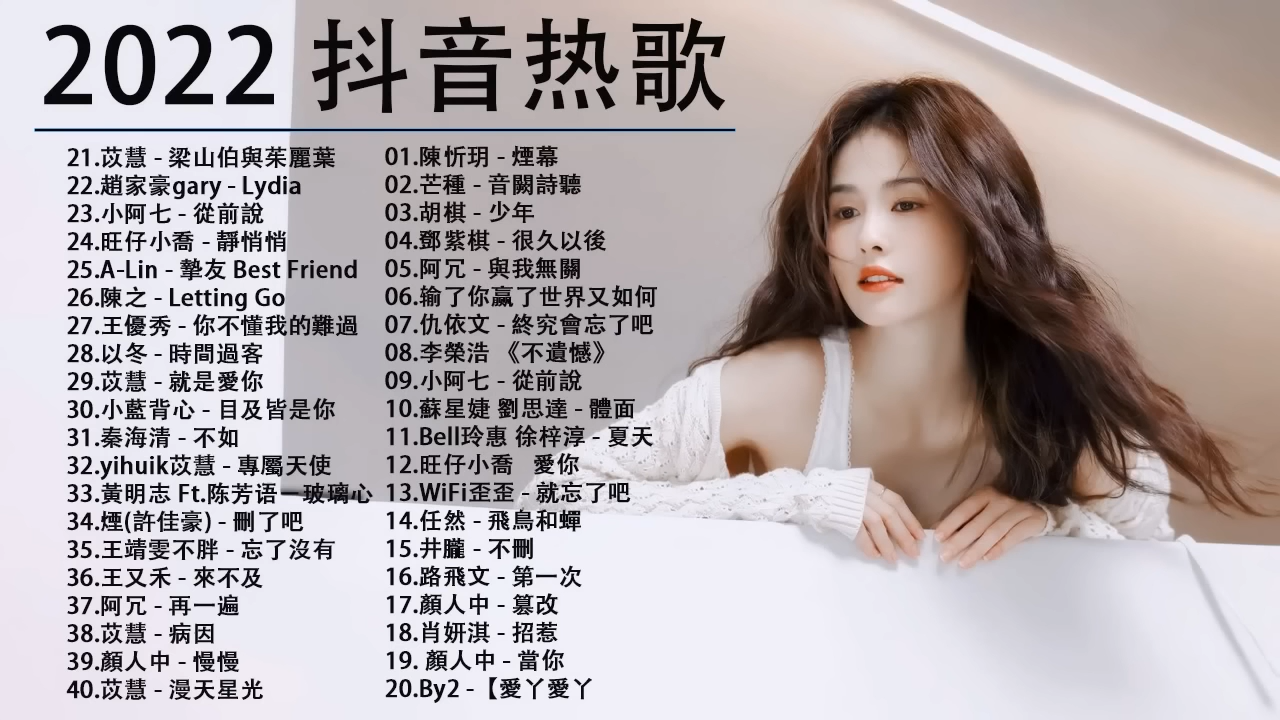 2022 抖音热歌
21.苡慧 - 梁山伯與茱麗葉
22.趙家豪gary - Lydia
23.小阿七 - 從前說
24.旺仔小喬 - 靜悄悄
25.A-Lin - 摯友 Best Friend
26.陳之 - Letting Go
27.王優秀 - 你不懂我的難過
28.以冬 - 時間過客
29.苡慧 - 就是愛你
30.小藍背心 - 目及皆是你
31.秦海清 - 不如
32.yihuik苡慧 - 專屬天使
33.黃明志 Ft.陈芳语一玻璃心
34.煙(許佳豪) - 刪了吧
35.王靖雯不胖 - 忘了沒有
36.王又禾 - 來不及
37.阿冗 - 再一遍
38.苡慧 - 病因
39.顏人中 - 慢慢
40.苡慧 - 漫天星光
01.陳忻玥 - 煙幕
02.芒種 - 音闕詩聽
03.胡棋 - 少年
04.鄧紫棋 - 很久以後
05.阿冗 - 與我無關
06.输了你赢了世界又如何
07.仇依文 - 終究會忘了吧
08.李榮浩 《不遺憾》
09.小阿七 - 從前說
10.蘇星婕 劉思達 - 體面
11.Bell玲惠 徐梓淳 - 夏天
12.旺仔小喬 愛你
13.WiFi歪歪 - 就忘了吧
14.任然 - 飛鳥和蟬
15.井朧 - 不刪
16.路飛文 - 第一次
17.顏人中 - 篡改
18.肖妍淇 - 招惹
19. 顏人中 - 當你
20.By2 -【愛丫愛丫